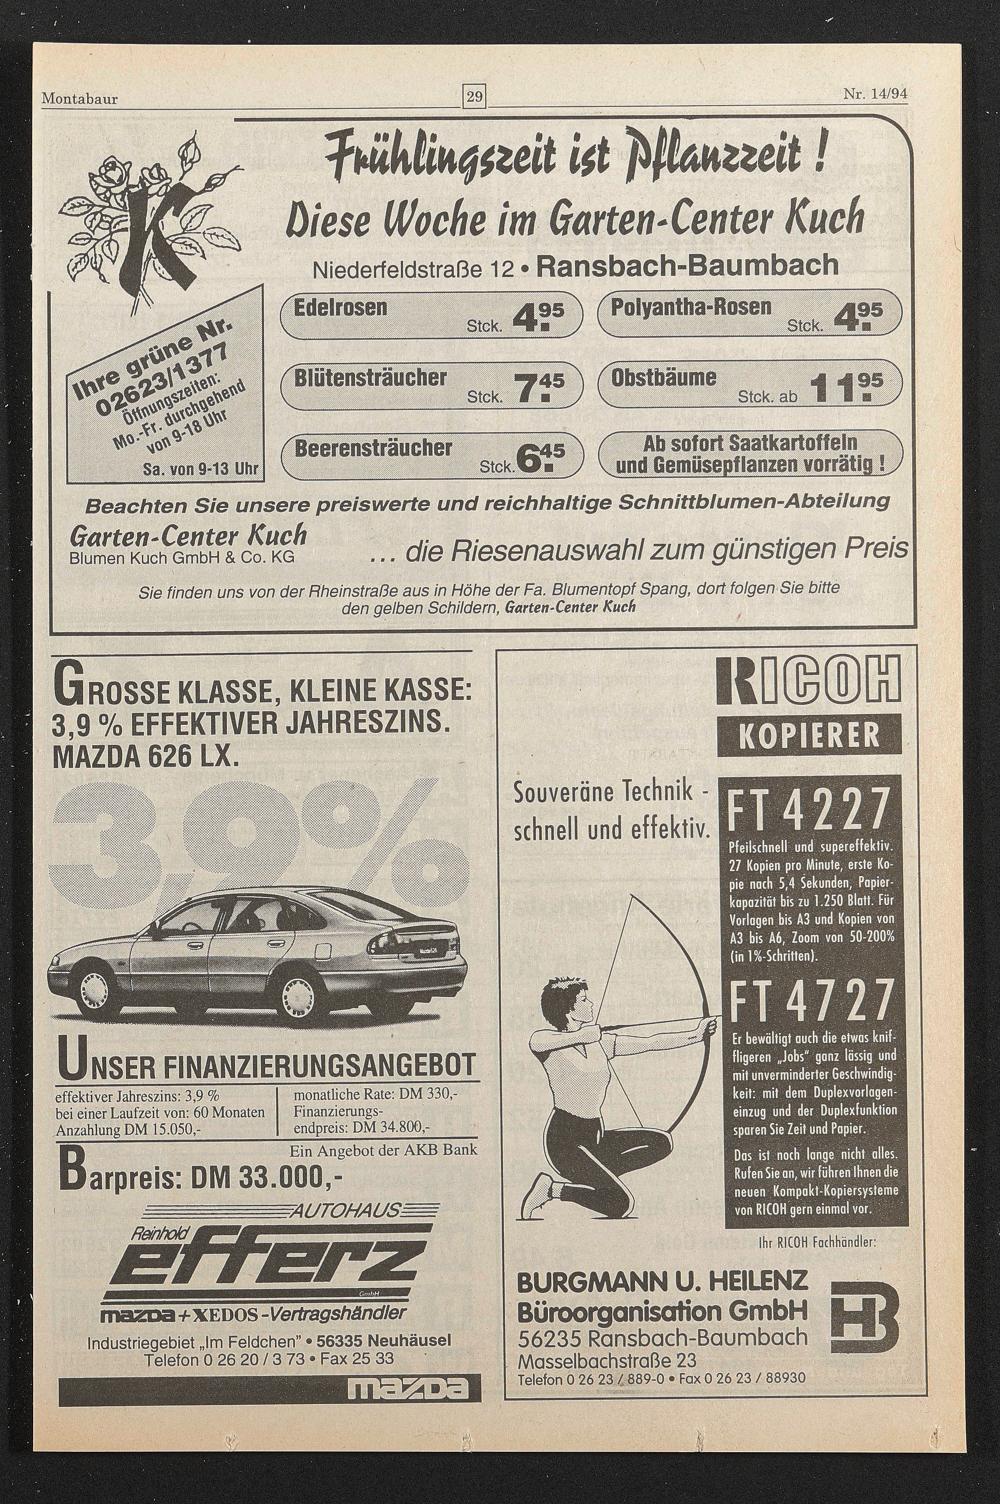 Montabaur
29
Nr. 14/94
Frühlingszeit ist Pflanzzeit !
Diese Woche im Garten-Center Kuch
Niederfeldstraße 12 • Ransbach-Baumbach
K
Ihre grüne Nr.
02623/1377
Öffnungszeiten:
Mo.-Fr. durchgehend
von 9-18 Uhr
Sa. von 9-13 Uhr
Edelrosen
Stck. 4.95
Polyantha-Rosen
Stck. 4.95
Blütensträucher
Stck. 7.45
Obstbäume
Stck. ab 11.95
Beerensträucher
Stck. 6.45
Ab sofort Saatkartoffeln
und Gemüsepflanzen vorrätig !
Beachten Sie unsere preiswerte und reichhaltige Schnittblumen-Abteilung
Garten-Center Kuch
Blumen Kuch GmbH & Co. KG
... die Riesenauswahl zum günstigen Preis
Sie finden uns von der Rheinstraße aus in Höhe der Fa. Blumentopf Spang, dort folgen Sie bitte
den gelben Schildern, Garten-Center Kuch
GROSSE KLASSE, KLEINE KASSE:
3,9 % EFFEKTIVER JAHRESZINS.
MAZDA 626 LX.
3,9%
UNSER FINANZIERUNGSANGEBOT
effektiver Jahreszins: 3,9 %
bei einer Laufzeit von: 60 Monaten
Anzahlung DM 15.050,-
monatliche Rate: DM 330,-
Finanzierungs-
endpreis: DM 34.800,-
Ein Angebot der AKB Bank
Barpreis: DM 33.000,-
AUTOHAUS
Reinhold
efferz
GmbH
mazda + XEDOS -Vertragshändler
Industriegebiet „Im Feldchen" • 56335 Neuhäusel
Telefon 0 26 20 / 3 73 • Fax 25 33
mazda
RICOH
KOPIERER
Souveräne Technik -
schnell und effektiv.
FT 4227
Pfeilschnell und supereffektiv.
27 Kopien pro Minute, erste Ko-
pie nach 5,4 Sekunden, Papier-
kapazität bis zu 1.250 Blatt. Für
Vorlagen bis A3 und Kopien von
A3 bis A6, Zoom von 50-200%
(in 1%-Schritten).
FT 4727
Er bewältigt auch die etwas knif-
fligeren „Jobs" ganz lässig und
mit unverminderter Geschwindig-
keit: mit dem Duplexvorlagen-
einzug und der Duplexfunktion
sparen Sie Zeit und Papier.
Das ist noch lange nicht alles.
Rufen Sie an, wir führen Ihnen die
neuen Kompakt-Kopiersysteme
von RICOH gern einmal vor.
Ihr RICOH Fachhändler:
BURGMANN U. HEILENZ
Büroorganisation GmbH
56235 Ransbach-Baumbach
Masselbachstraße 23
Telefon 0 26 23 / 889-0 • Fax 0 26 23 / 88930
HB